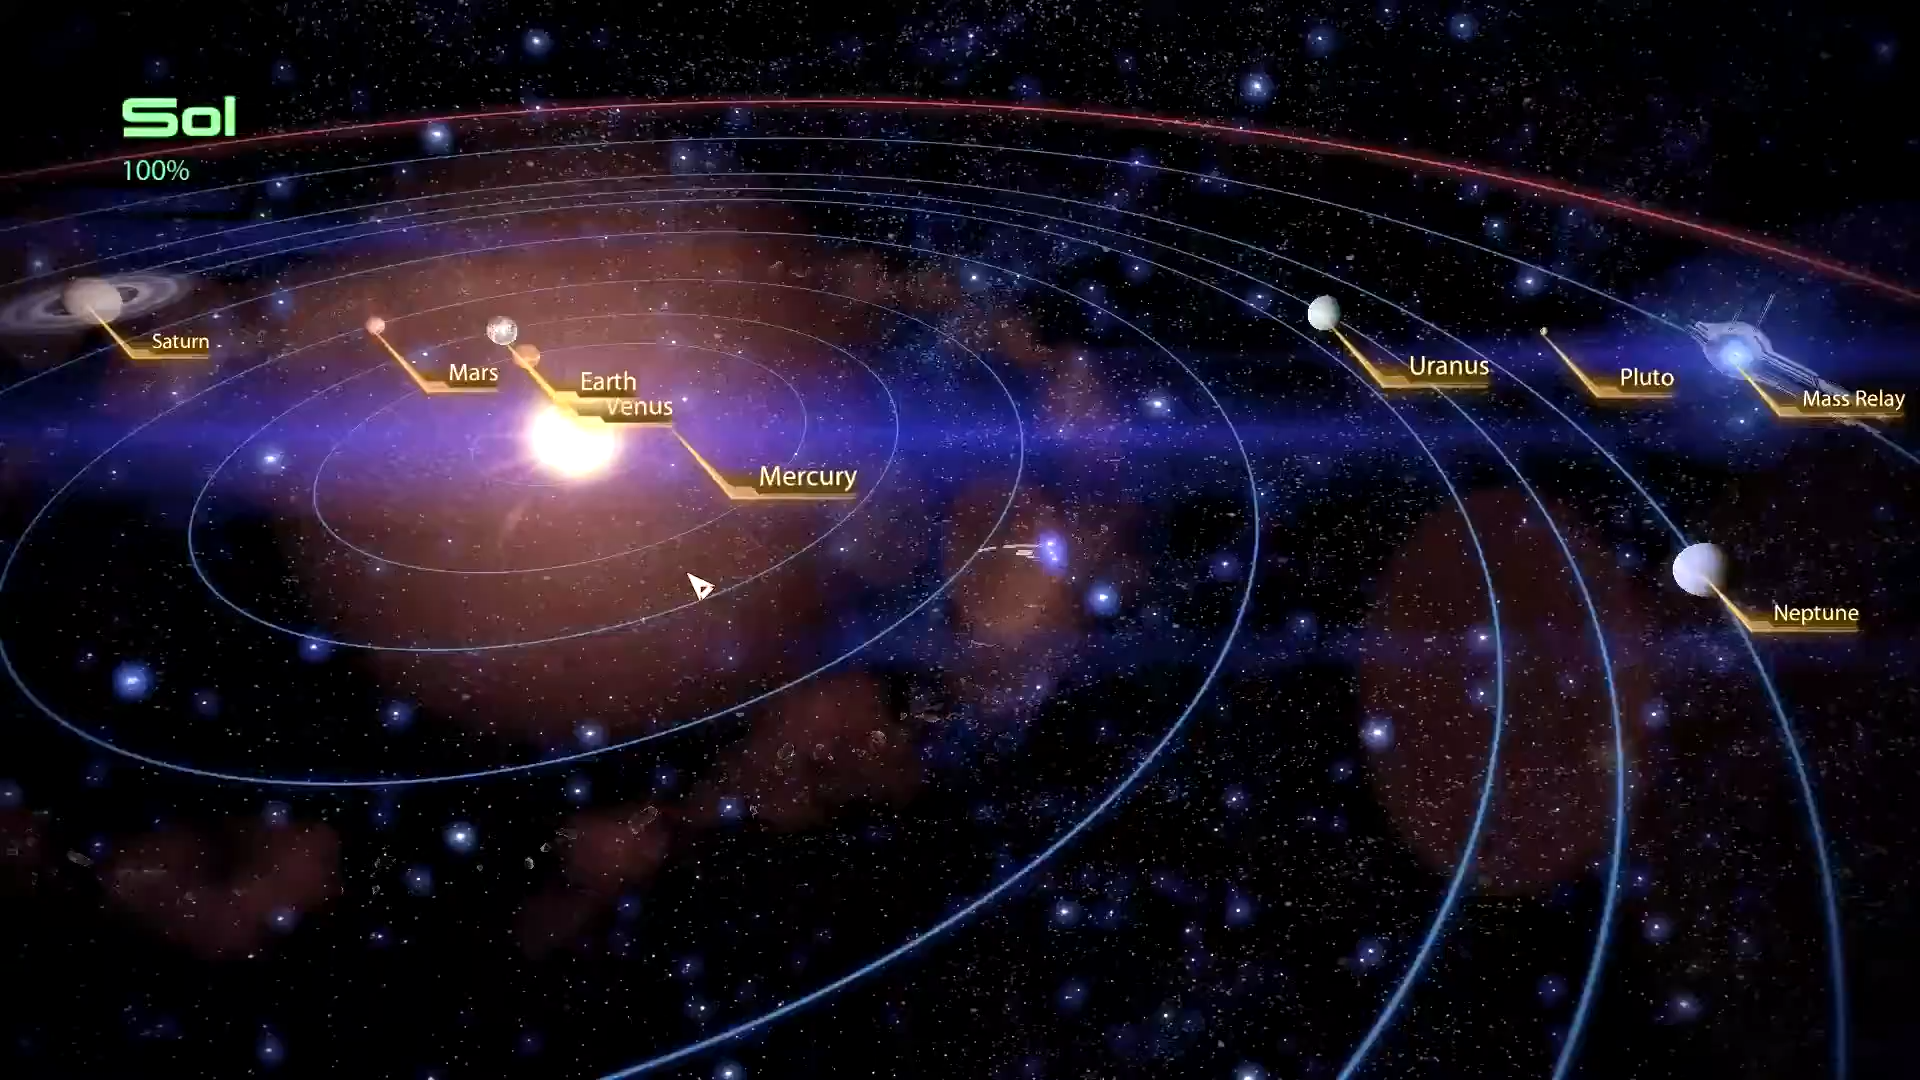 Sol
100%
Saturn
Mars
Earth
Venus
Mercury
Uranus
Pluto
Mass Relay
Neptune